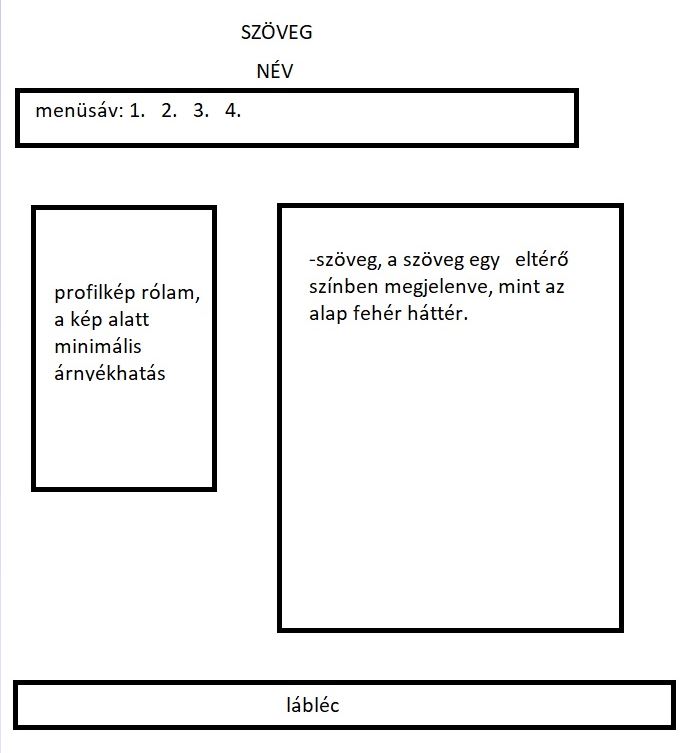 SZÖVEG
NÉV
menüsáv: 1. 2. 3. 4.
profilkép rólam,
a kép alatt
minimális
árnyékhatás
-szöveg, a szöveg egy eltérő
színben megjelenve, mint az
alap fehér háttér.
lábléc